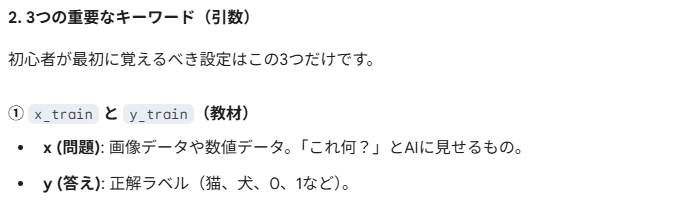 2. 3つの重要なキーワード（引数）
初心者が最初に覚えるべき設定はこの3つだけです。
① x_train と y_train （教材）
• x (問題): 画像データや数値データ。「これ何？」とAIに見せるもの。
• y (答え): 正解ラベル（猫、犬、0、1など）。